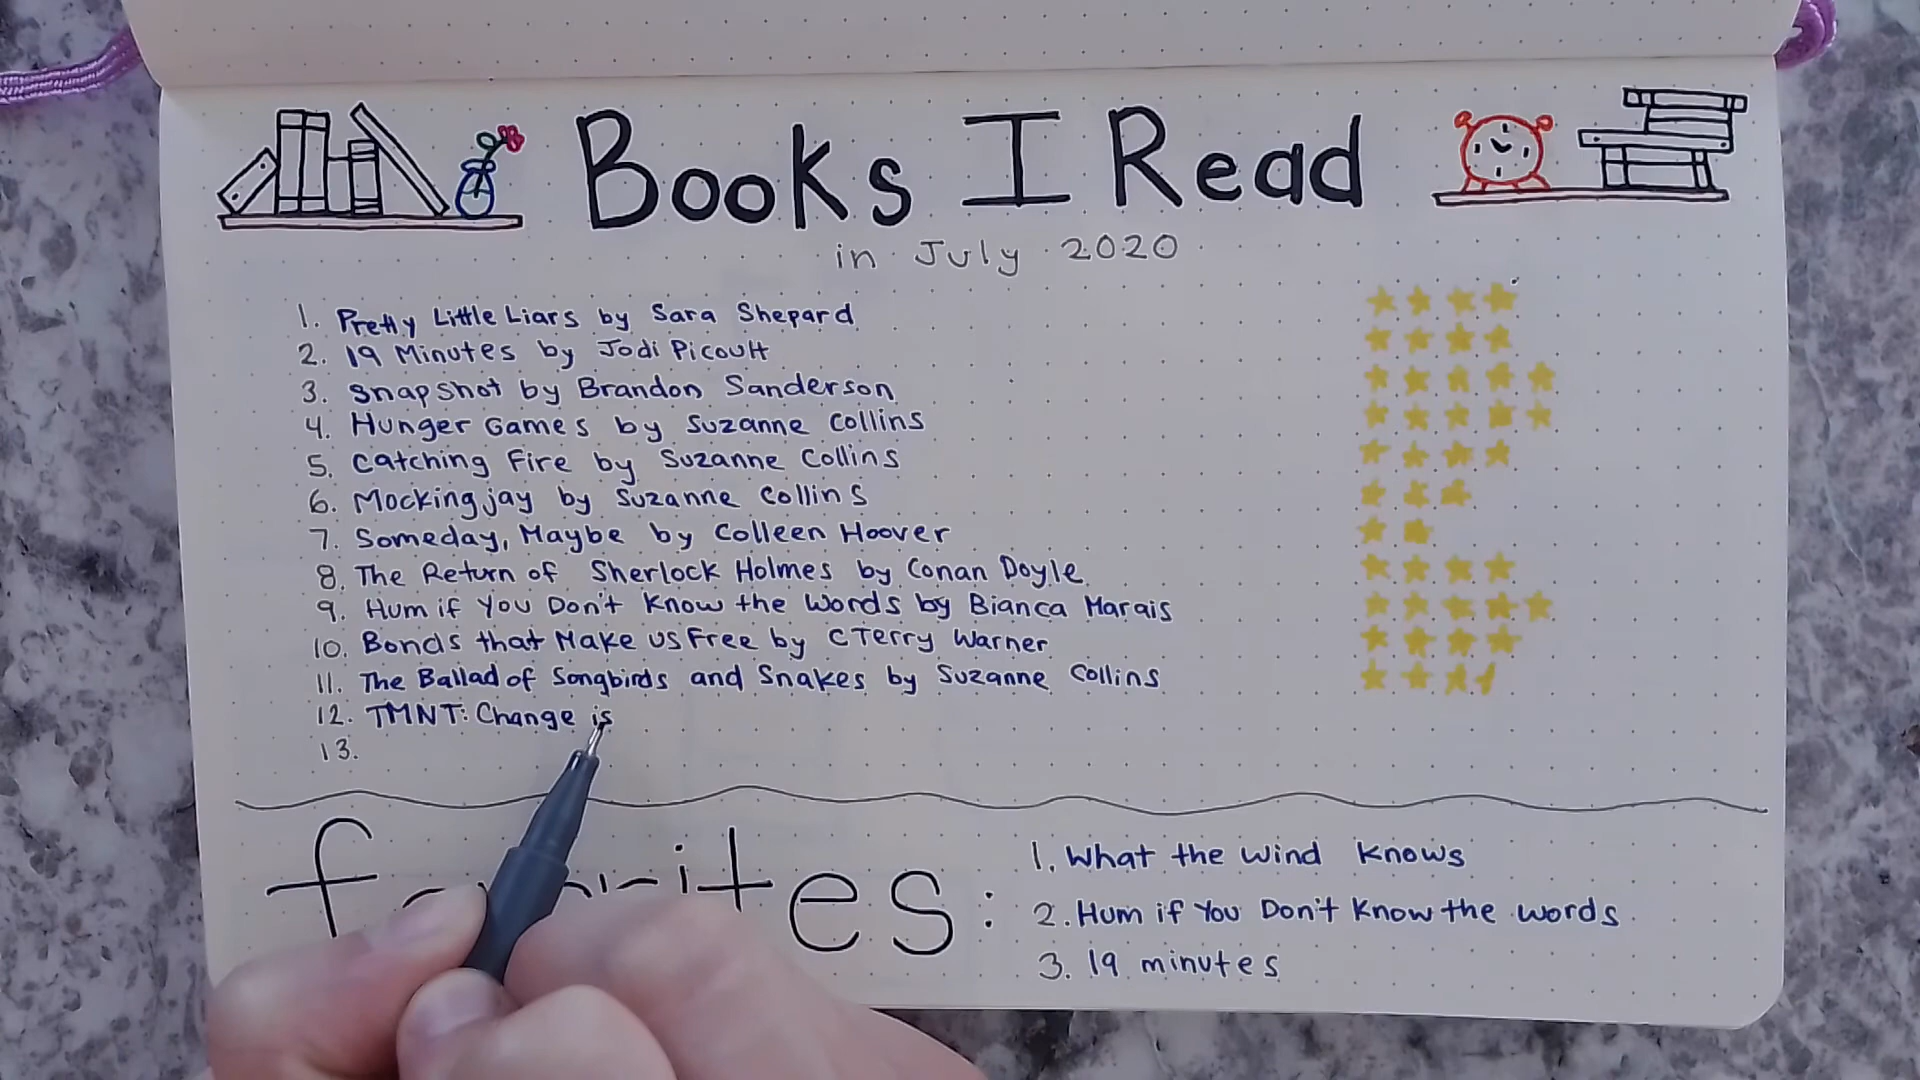 Books I Read
in July 2020
1. Pretty Little Liars by Sara Shepard
2. 19 Minutes by Jodi Picoult
3. Snapshot by Brandon Sanderson
4. Hunger Games by Suzanne Collins
5. Catching Fire by Suzanne Collins
6. Mockingjay by Suzanne Collins
7. Someday, Maybe by Colleen Hoover
8. The Return of Sherlock Holmes by Conan Doyle
9. Hum if You Don't Know the Words by Bianca Marais
10. Bonds that Make us Free by C Terry Warner
11. The Ballad of Songbirds and Snakes by Suzanne Collins
12. TMNT: Change is
13.
1. What the Wind Knows
2. Hum if You Don't Know the words
3. 19 minutes